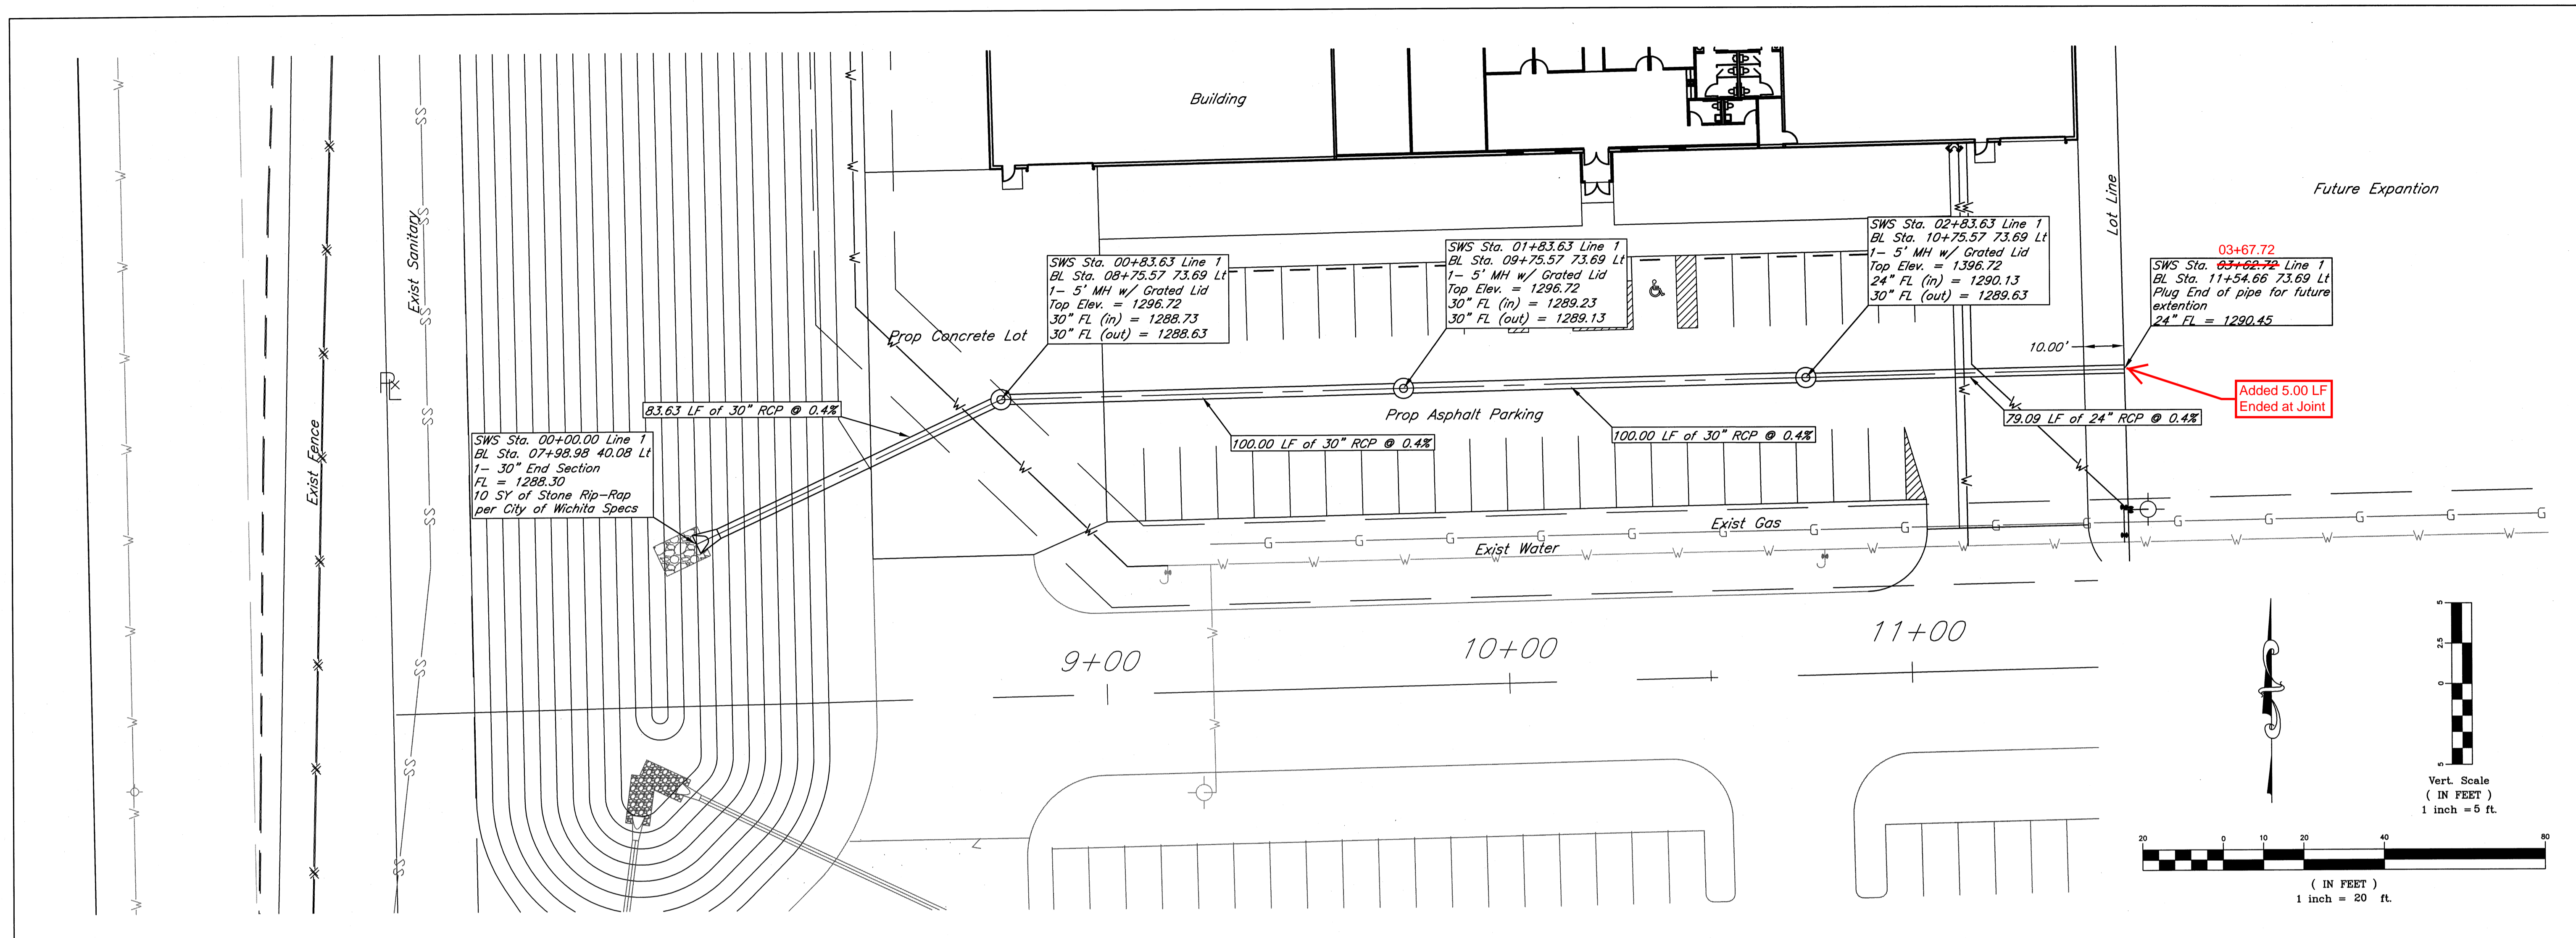 Building
Future Expantion
Lot Line
Exist Sanitary
Exist Fence
SWS Sta. 00+83.63 Line 1
BL Sta. 08+75.57 73.69 Lt
1- 5' MH w/ Grated Lid
Top Elev. = 1296.72
30" FL (in) = 1288.73
30" FL (out) = 1288.63
SWS Sta. 01+83.63 Line 1
BL Sta. 09+75.57 73.69 Lt
1- 5' MH w/ Grated Lid
Top Elev. = 1296.72
30" FL (in) = 1289.23
30" FL (out) = 1289.13
SWS Sta. 02+83.63 Line 1
BL Sta. 10+75.57 73.69 Lt
1- 5' MH w/ Grated Lid
Top Elev. = 1396.72
24" FL (in) = 1290.13
30" FL (out) = 1289.63
03+67.72
SWS Sta. 03+62.72 Line 1
BL Sta. 11+54.66 73.69 Lt
Plug End of pipe for future
extention
24" FL = 1290.45
Prop Concrete Lot
10.00'
PL
Added 5.00 LF
Ended at Joint
83.63 LF of 30" RCP @ 0.4%
Prop Asphalt Parking
79.09 LF of 24" RCP @ 0.4%
100.00 LF of 30" RCP @ 0.4%
100.00 LF of 30" RCP @ 0.4%
SWS Sta. 00+00.00 Line 1
BL Sta. 07+98.98 40.08 Lt
1- 30" End Section
FL = 1288.30
10 SY of Stone Rip-Rap
per City of Wichita Specs
Exist Gas
G G G G G G G G G G G G G G G
Exist Water
W W W W W W W W W W W W W W W
9+00
10+00
11+00
5
2.5
0
5
Vert. Scale
( IN FEET )
1 inch = 5 ft.
20 0 10 20 40 80
( IN FEET )
1 inch = 20 ft.